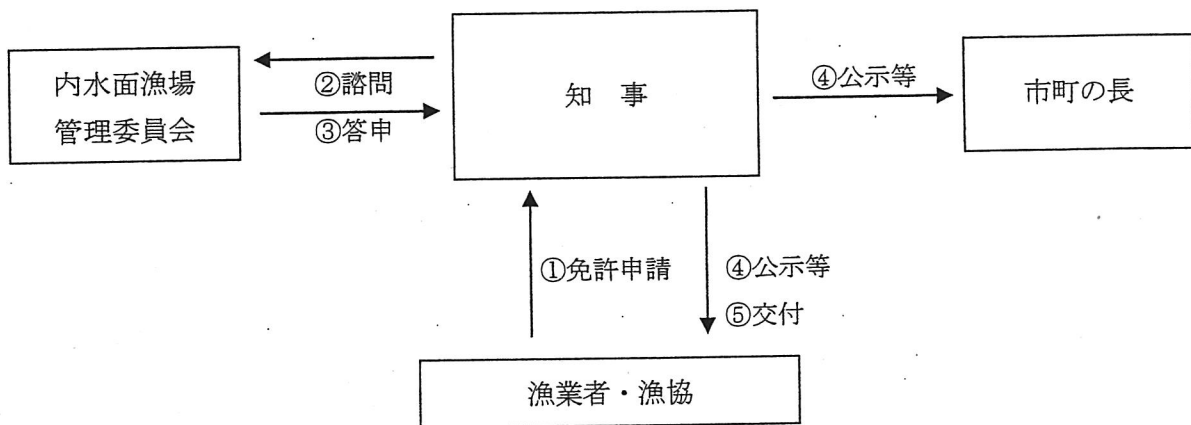 内水面漁場
管理委員会
②諮問
③答申
知 事
④公示等
市町の長
①免許申請
④公示等
⑤交付
漁業者・漁協